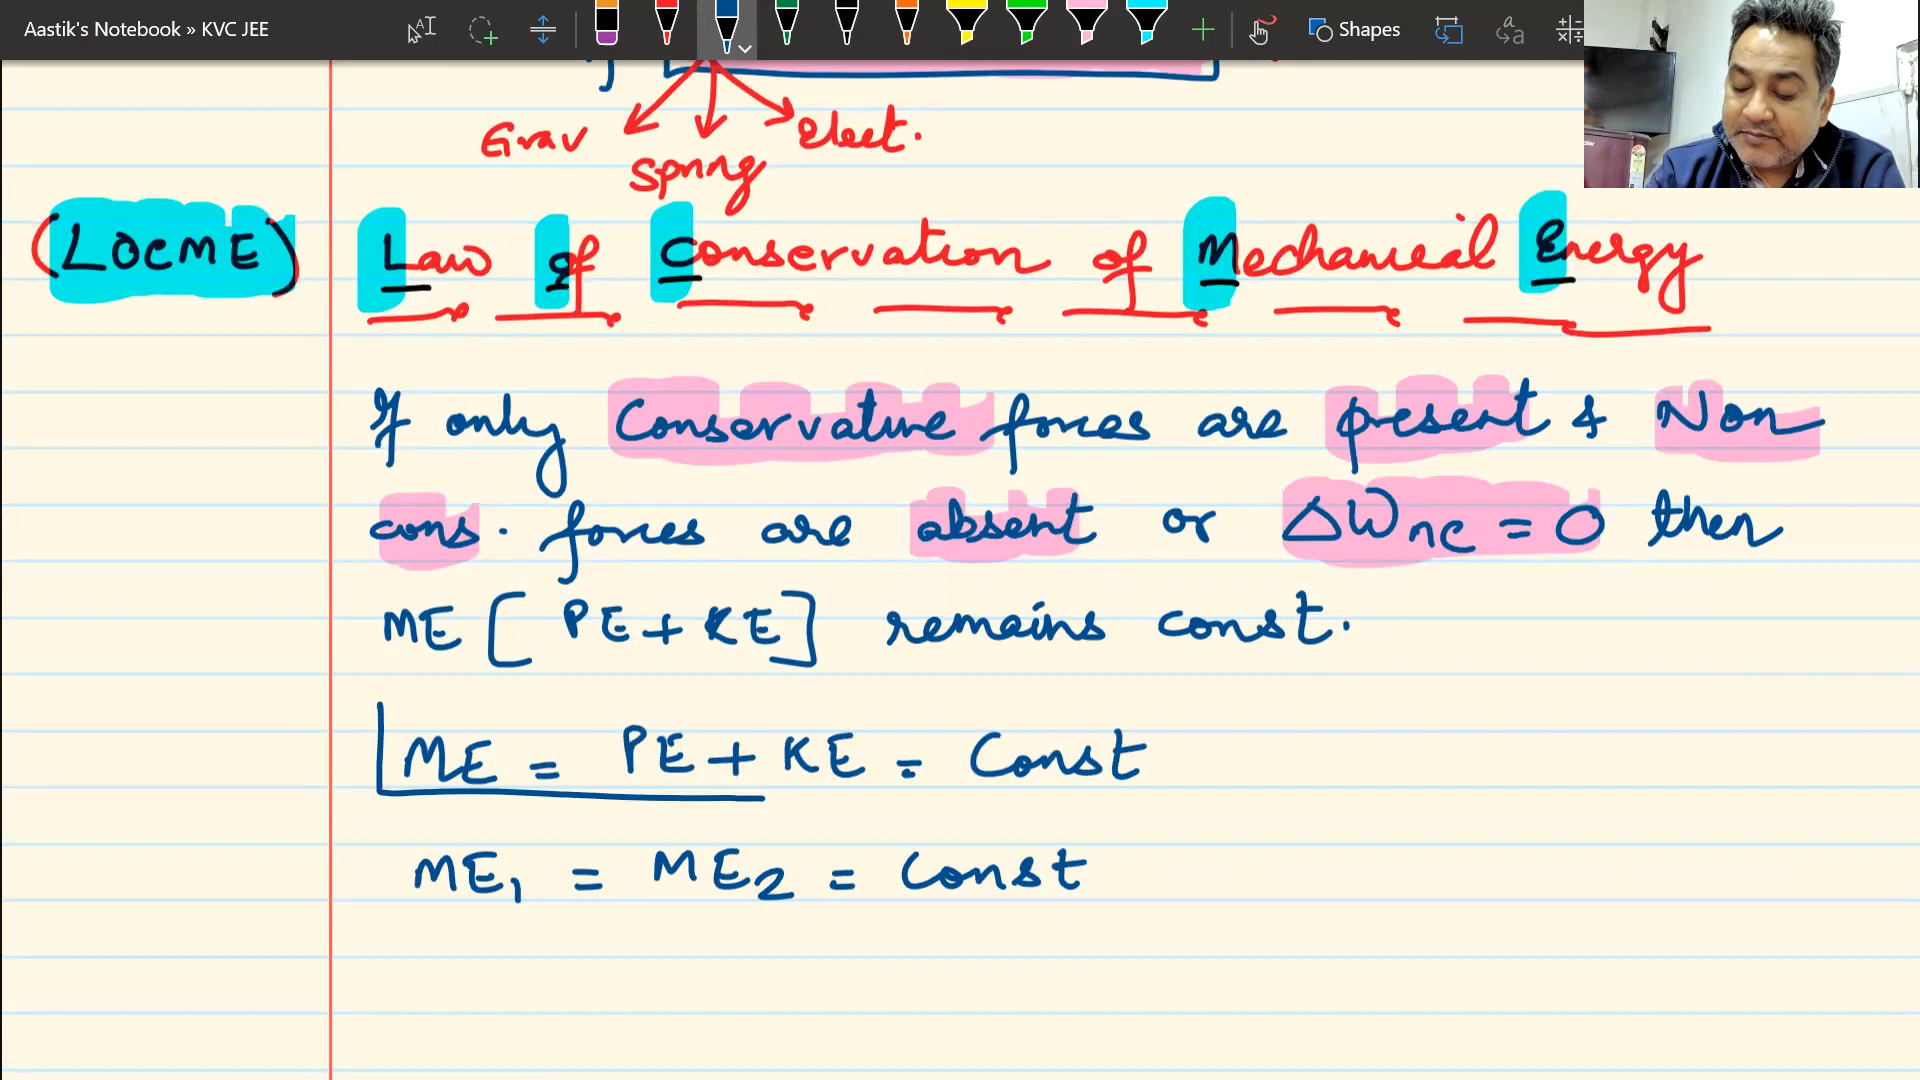 Aastik's Notebook » KVC JEE
Shapes
Grav
Spring
Elect.
(LOCME)
Law of Conservation of Mechanical Energy
If only Conservative forces are present & Non
cons. forces are absent or ΔWnc = 0 then
ME [PE + KE] remains const.
ME = PE + KE = Const
ME₁ = ME₂ = Const